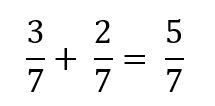 3/7 + 2/7 = 5/7